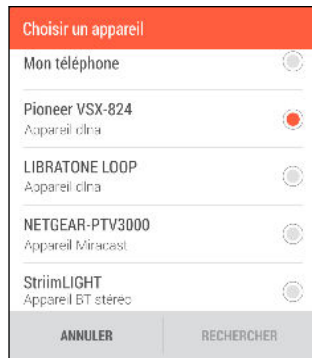 Choisir un appareil
Mon téléphone
Pioneer VSX-824
Appareil dlna
LIBRATONE LOOP
Appareil dlna
NETGEAR-PTV3000
Appareil Miracast
StriimLIGHT
Appareil BT stéréo
ANNULER
RECHERCHER